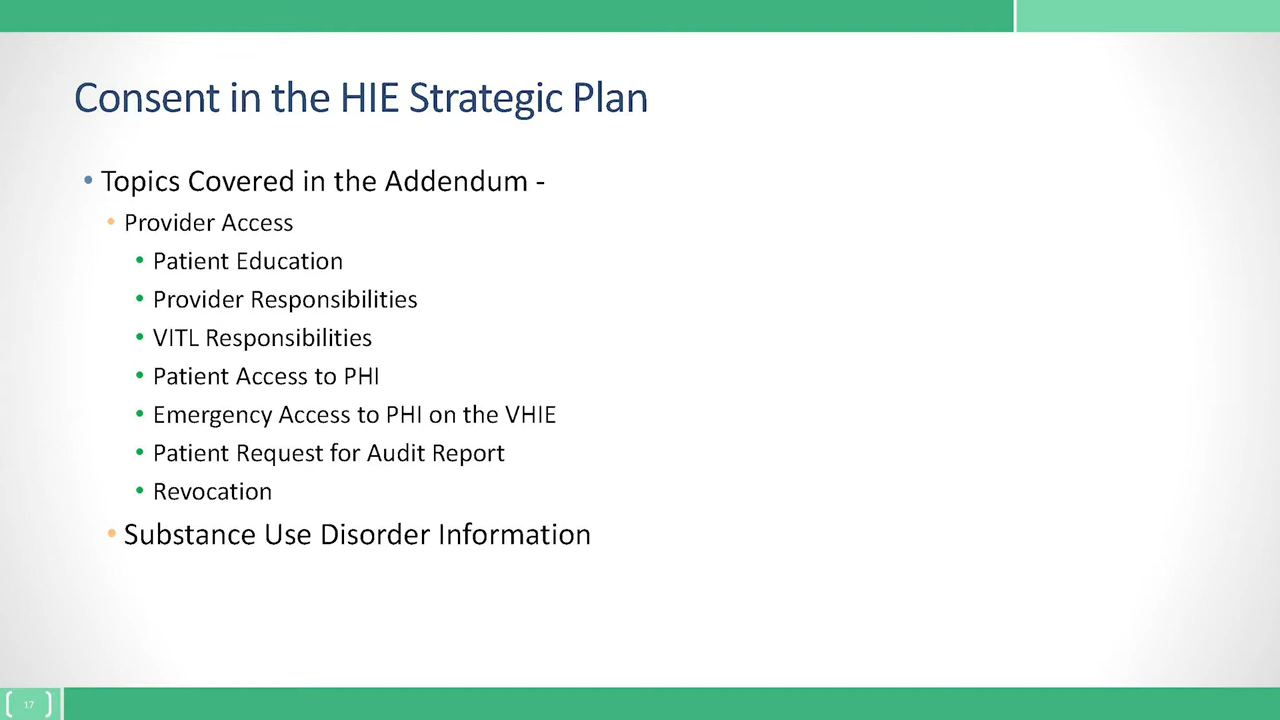 Consent in the HIE Strategic Plan
• Topics Covered in the Addendum -
• Provider Access
• Patient Education
• Provider Responsibilities
• VITL Responsibilities
• Patient Access to PHI
• Emergency Access to PHI on the VHIE
• Patient Request for Audit Report
• Revocation
• Substance Use Disorder Information
17